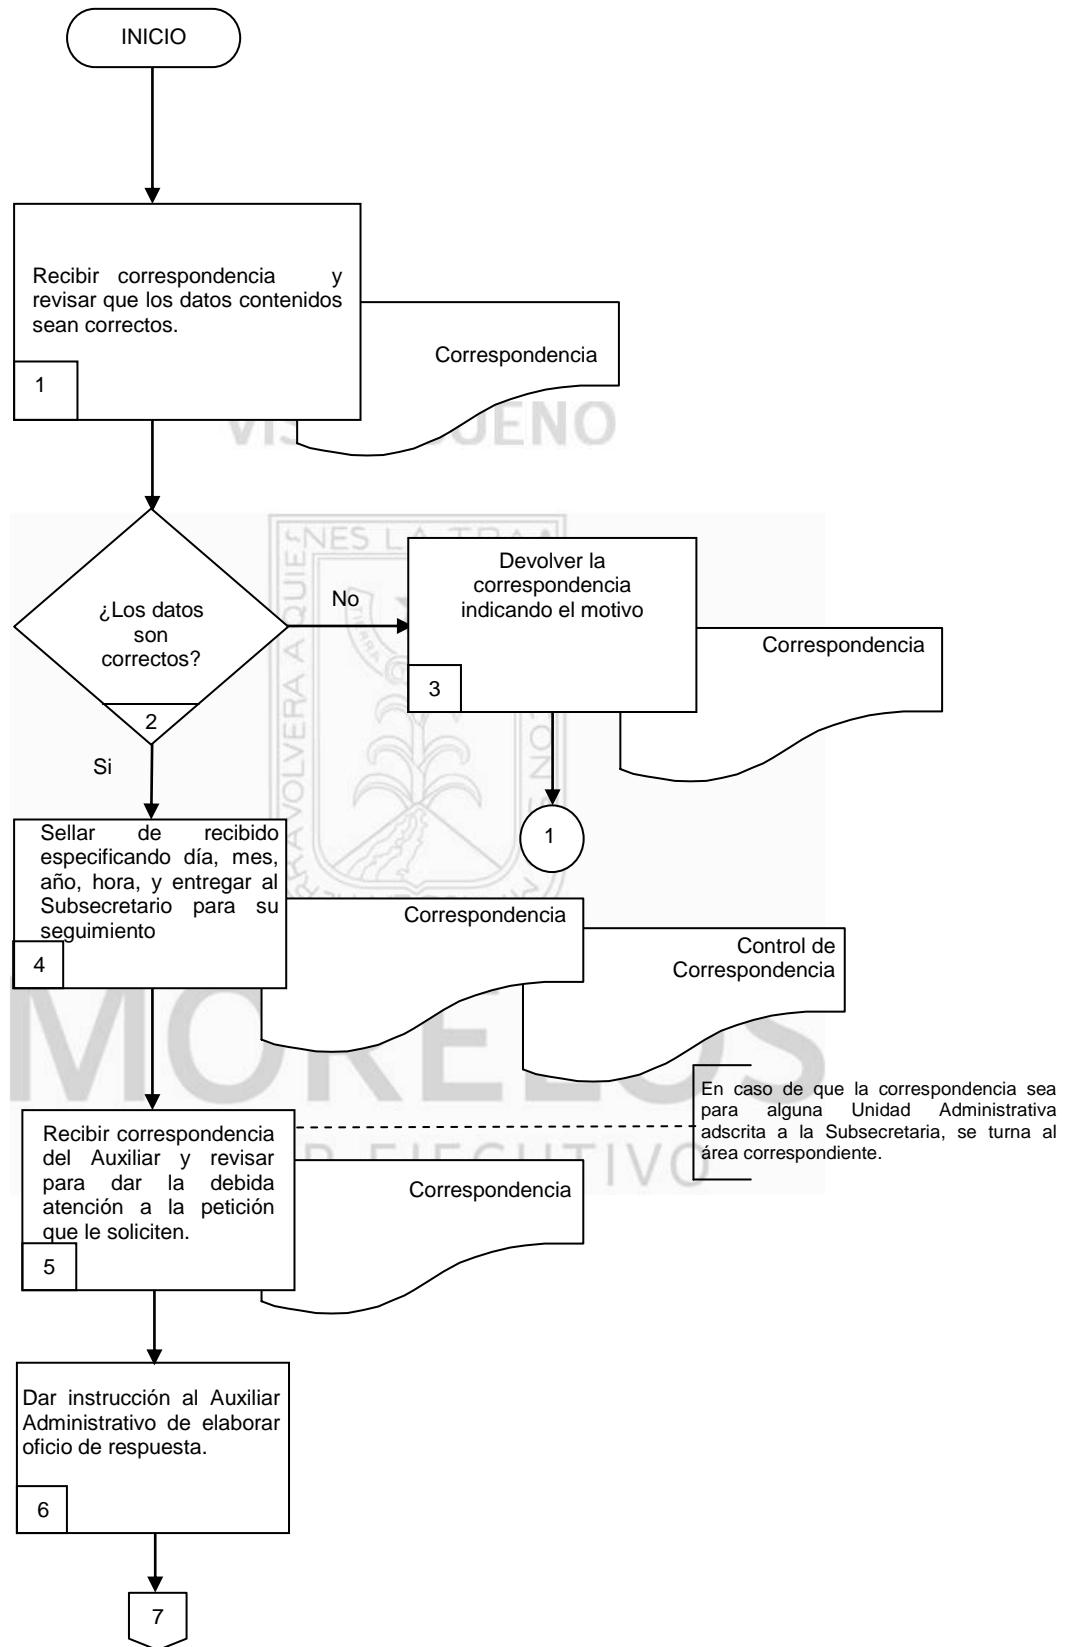 INICIO
Recibir correspondencia y
revisar que los datos contenidos
sean correctos.
1
Correspondencia
¿Los datos
son
correctos?
2
No
Si
Devolver la
correspondencia
indicando el motivo
3
Correspondencia
1
Sellar de recibido
especificando día, mes,
año, hora, y entregar al
Subsecretario para su
seguimiento
4
Correspondencia
Control de
Correspondencia
MORELOS
Recibir correspondencia
del Auxiliar y revisar
para dar la debida
atención a la petición
que le soliciten.
5
Correspondencia
En caso de que la correspondencia sea
para alguna Unidad Administrativa
adscrita a la Subsecretaria, se turna al
área correspondiente.
Dar instrucción al Auxiliar
Administrativo de elaborar
oficio de respuesta.
6
7